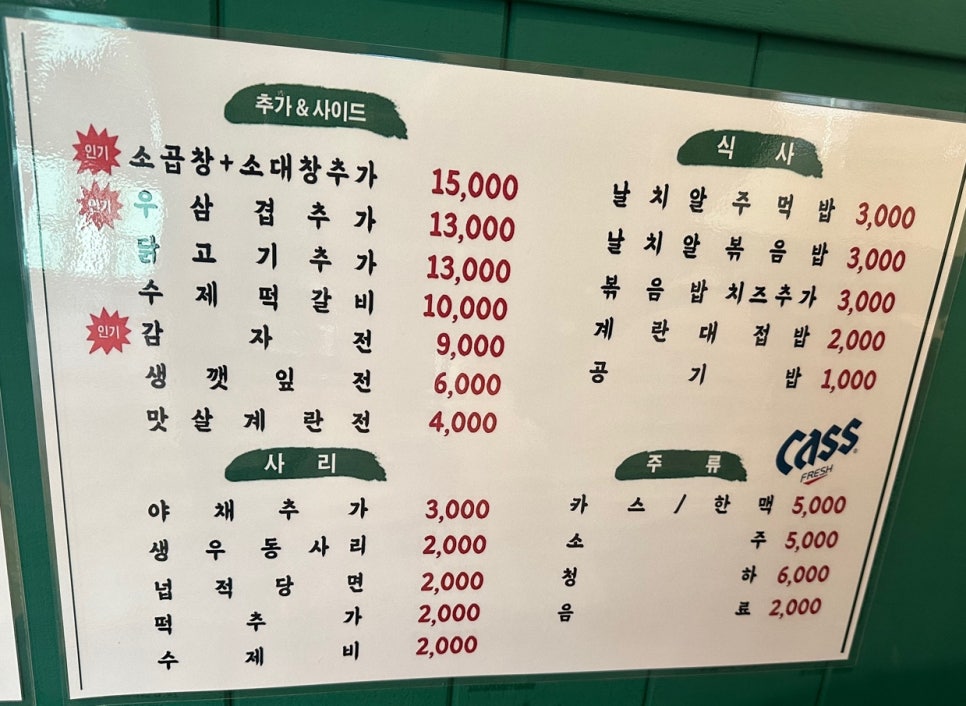 추가&사이드
인기 소곱창+소대창추가 15,000
인기 우삼겹추가 13,000
닭고기추가 13,000
수제떡갈비 10,000
인기 감자전 9,000
생깻잎전 6,000
맛살계란전 4,000
사리
야채추가 3,000
생우동사리 2,000
넙적당면 2,000
떡추가 2,000
수제비 2,000
식사
날치알주먹밥 3,000
날치알볶음밥 3,000
볶음밥치즈추가 3,000
계란대접밥 2,000
공기밥 1,000
Cass
FRESH
주류
카스/한맥 5,000
소주 5,000
청하 6,000
음료 2,000